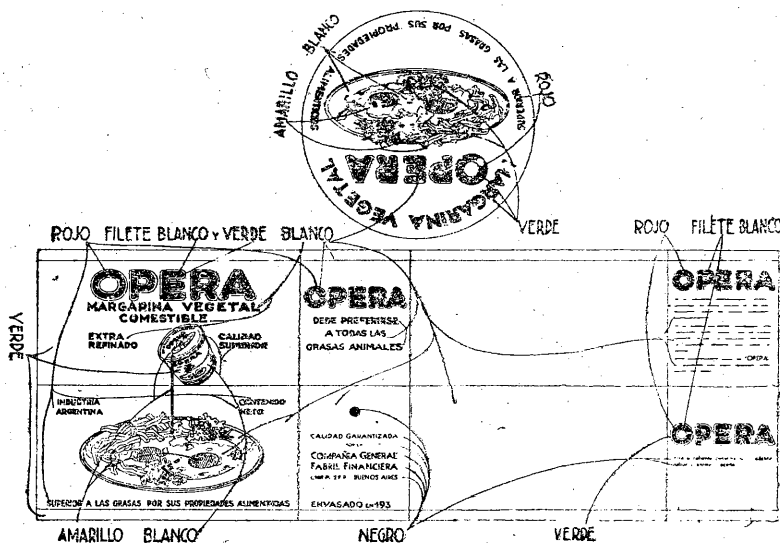 BLANCO
SUPERIOR A LAS GRASAS POR SUS PROPIEDADES ALIMENTICIAS
AMARILLO
ROJO
OPERA
MARGARINA VEGETAL
VERDE
ROJO FILETE BLANCO Y VERDE BLANCO
ROJO FILETE BLANCO
OPERA
MARGARINA VEGETAL
COMESTIBLE
EXTRA
REFINADO
CALIDAD
SUPERIOR
INDUSTRIA
ARGENTINA
CONTENIDO
NETO
SUPERIOR A LAS GRASAS POR SUS PROPIEDADES ALIMENTICIAS
VERDE
OPERA
DEBE PREFERIRSE
A TODAS LAS
GRASAS ANIMALES
CALIDAD GARANTIZADA
POR LA
COMPAÑIA GENERAL
FABRIL FINANCIERA
BUENOS AIRES
ENVASADO EN 193
OPERA
OPERA
OPERA
AMARILLO BLANCO NEGRO VERDE